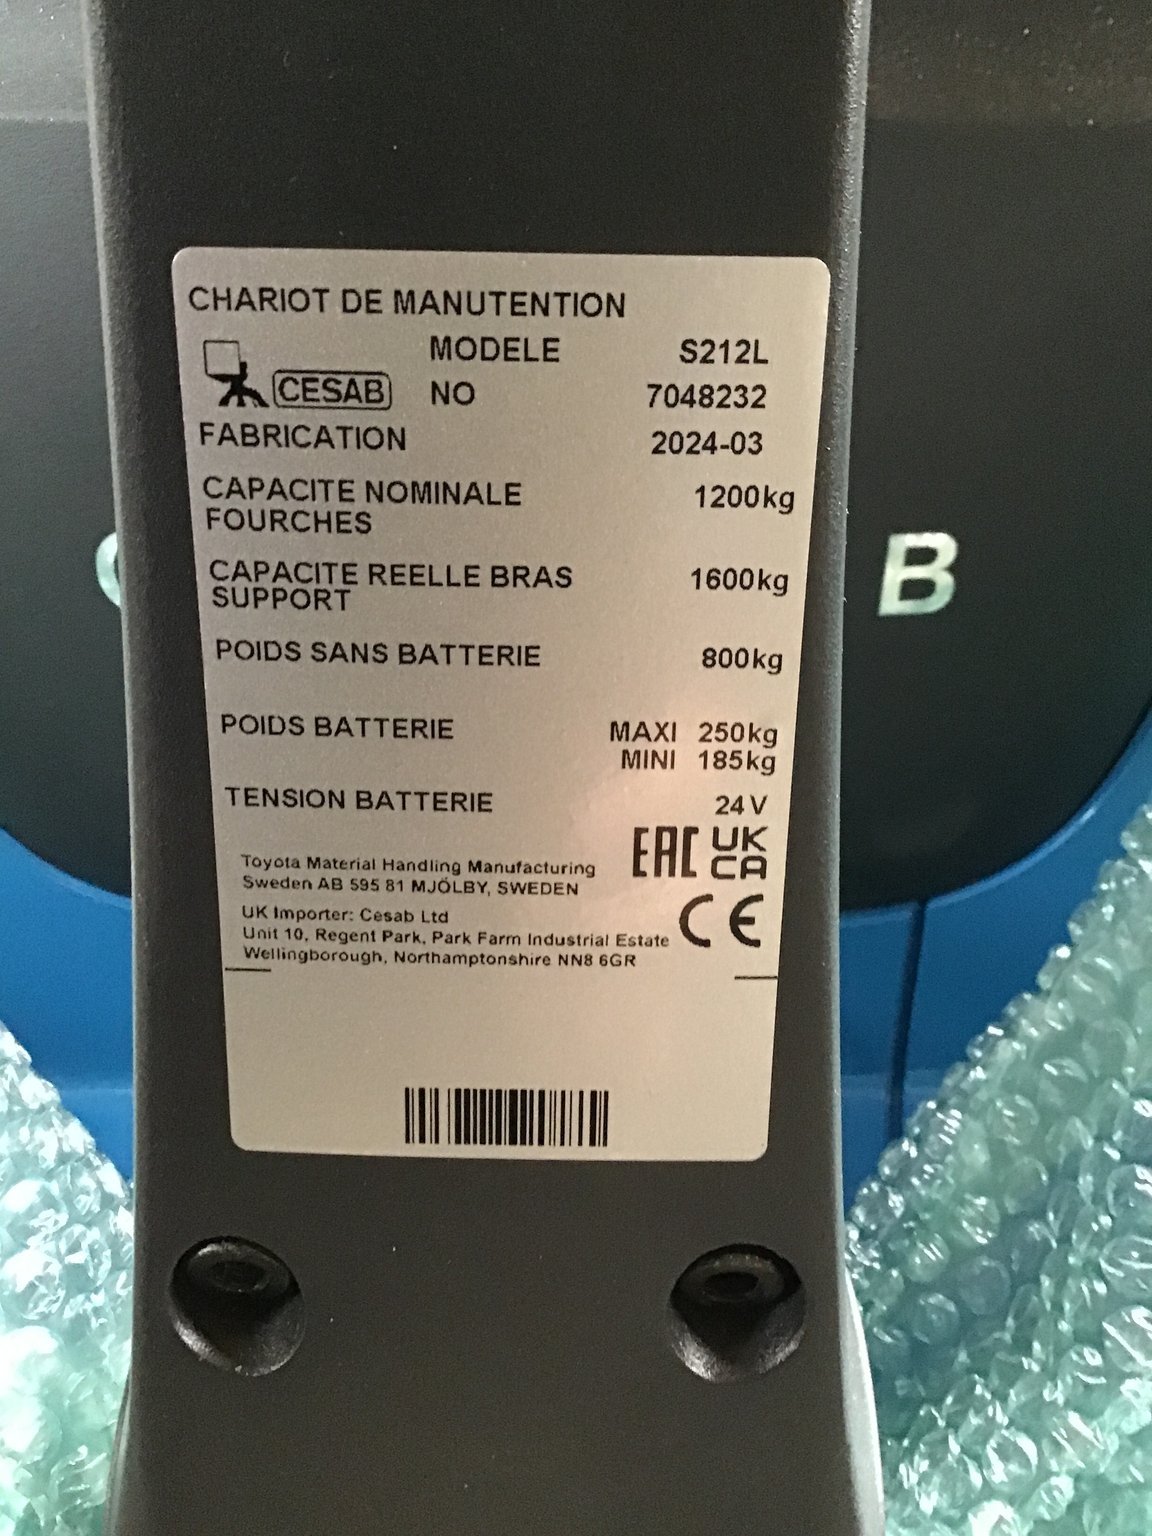 CHARIOT DE MANUTENTION
MODELE S212L
CESAB NO 7048232
FABRICATION 2024-03
CAPACITE NOMINALE 1200kg
FOURCHES
CAPACITE REELLE BRAS 1600kg
SUPPORT
POIDS SANS BATTERIE 800kg
POIDS BATTERIE MAXI 250kg
MINI 185kg
TENSION BATTERIE 24V
EAC UK
CA
Toyota Material Handling Manufacturing
Sweden AB 595 81 MJÖLBY, SWEDEN
CE
UK Importer: Cesab Ltd
Unit 10, Regent Park, Park Farm Industrial Estate
Wellingborough, Northamptonshire NN8 6GR
B